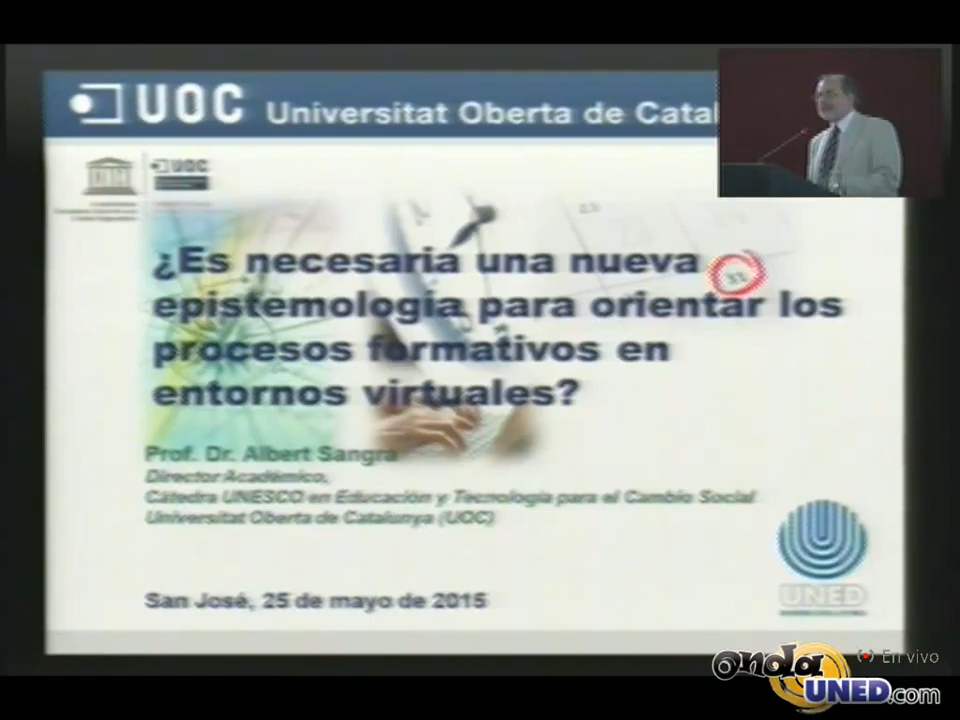 UOC Universitat Oberta de Catal
UOC
¿Es necesaria una nueva
31
epistemología para orientar los
procesos formativos en
entornos virtuales?
Prof. Dr. Albert Sangra
Director Académico,
Cátedra UNESCO en Educación y Tecnología para el Cambio Social
Universitat Oberta de Catalunya (UOC)
San José, 25 de mayo de 2015
UNED
En vivo
onda
UNED.com